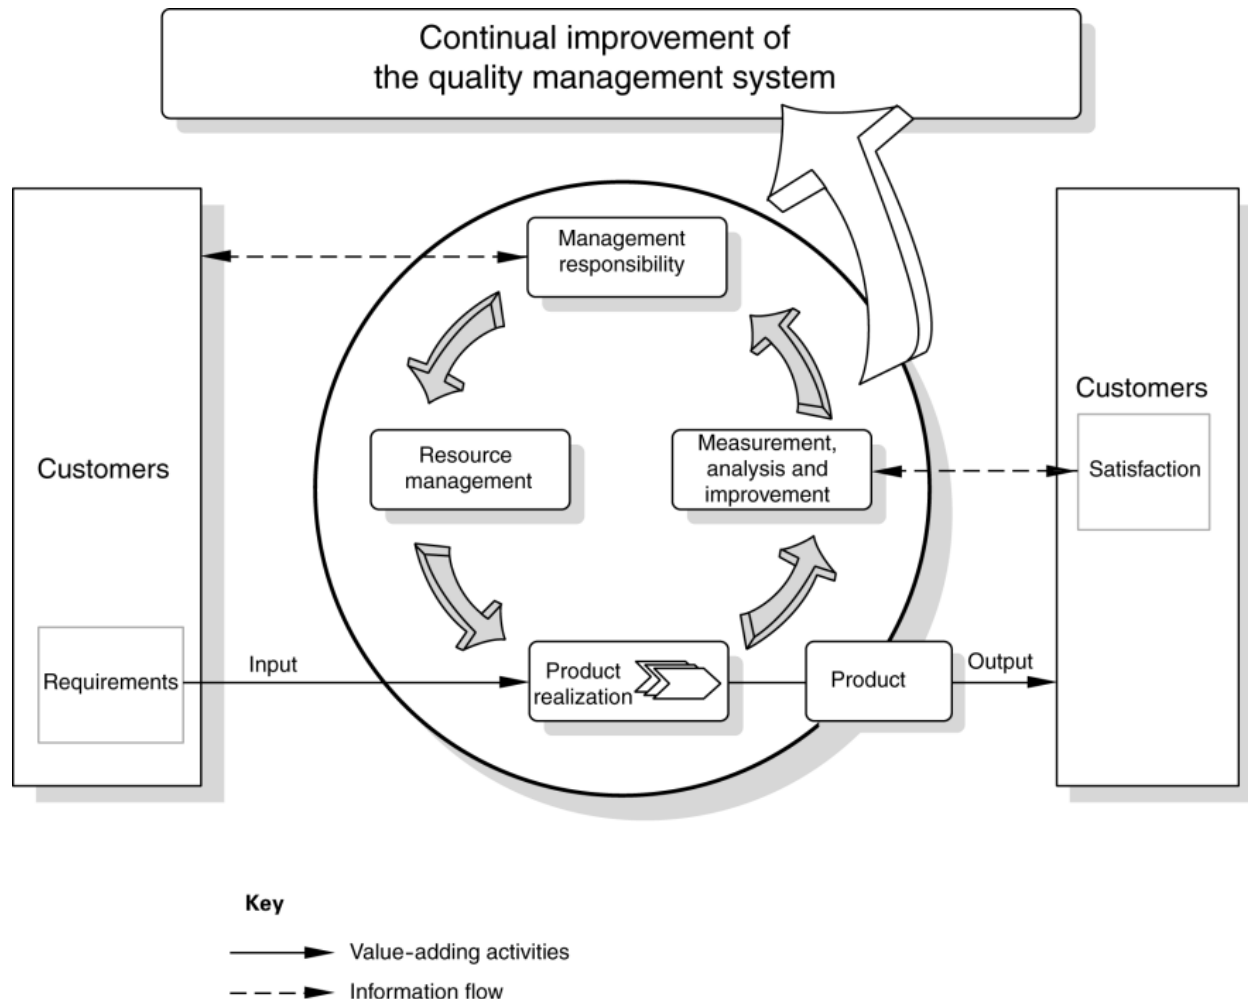 Continual improvement of
the quality management system
Management
responsibility
Customers
Resource
management
Measurement,
analysis and
improvement
Customers
Satisfaction
Requirements
Input
Product
realization
Product
Output
Key
Value-adding activities
Information flow